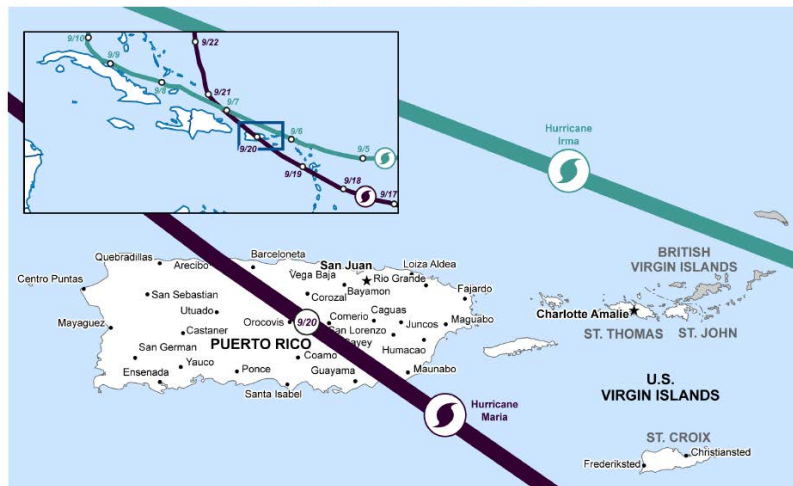 9/10
9/9
9/8
9/22
9/21
9/7
9/6
9/5
9/20
9/19
9/18
9/17
Hurricane
Irma
BRITISH
VIRGIN ISLANDS
Quebradillas
Barceloneta
Arecibo
San Juan
Loiza Aldea
Vega Baja
Rio Grande
Centro Puntas
Bayamon
Fajardo
San Sebastian
Corozal
Utuado
Caguas
Charlotte Amalie
Mayaguez
Orocovis
9/20
Comerio
Juncos
Maguabo
ST. THOMAS
ST. JOHN
Castaner
San Lorenzo
PUERTO RICO
Cayey
Humacao
San German
Coamo
Yauco
Ensenada
Ponce
Guayama
Maunabo
Santa Isabel
U.S.
VIRGIN ISLANDS
Hurricane
Maria
ST. CROIX
Christiansted
Frederiksted